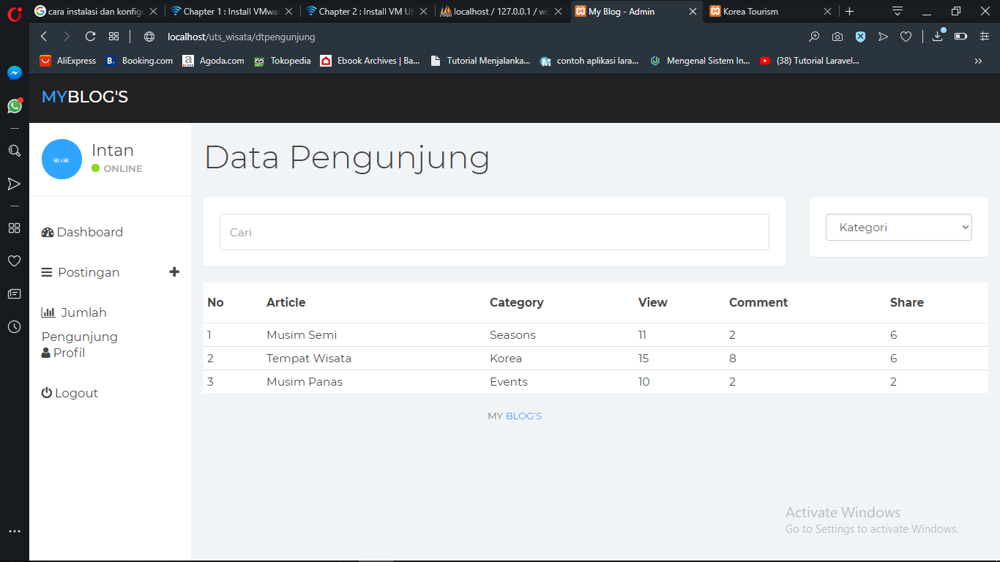 cara instalasi dan konfigu
Chapter 1 : Install VMwa
Chapter 2 : Install VM Ub
localhost / 127.0.0.1 / wi
My Blog - Admin
Korea Tourism
localhost/uts_wisata/dtpengunjung
AliExpress
Booking.com
Agoda.com
Tokopedia
Ebook Archives | Ba...
Tutorial Menjalanka...
contoh aplikasi lara...
Mengenal Sistem In...
(38) Tutorial Laravel...
MYBLOG'S
50 x 50
Intan
ONLINE
Dashboard
Postingan
Jumlah
Pengunjung
Profil
Logout
Data Pengunjung
Cari
Kategori
No Article Category View Comment Share
1 Musim Semi Seasons 11 2 6
2 Tempat Wisata Korea 15 8 6
3 Musim Panas Events 10 2 2
MY BLOG'S
Activate Windows
Go to Settings to activate Windows.